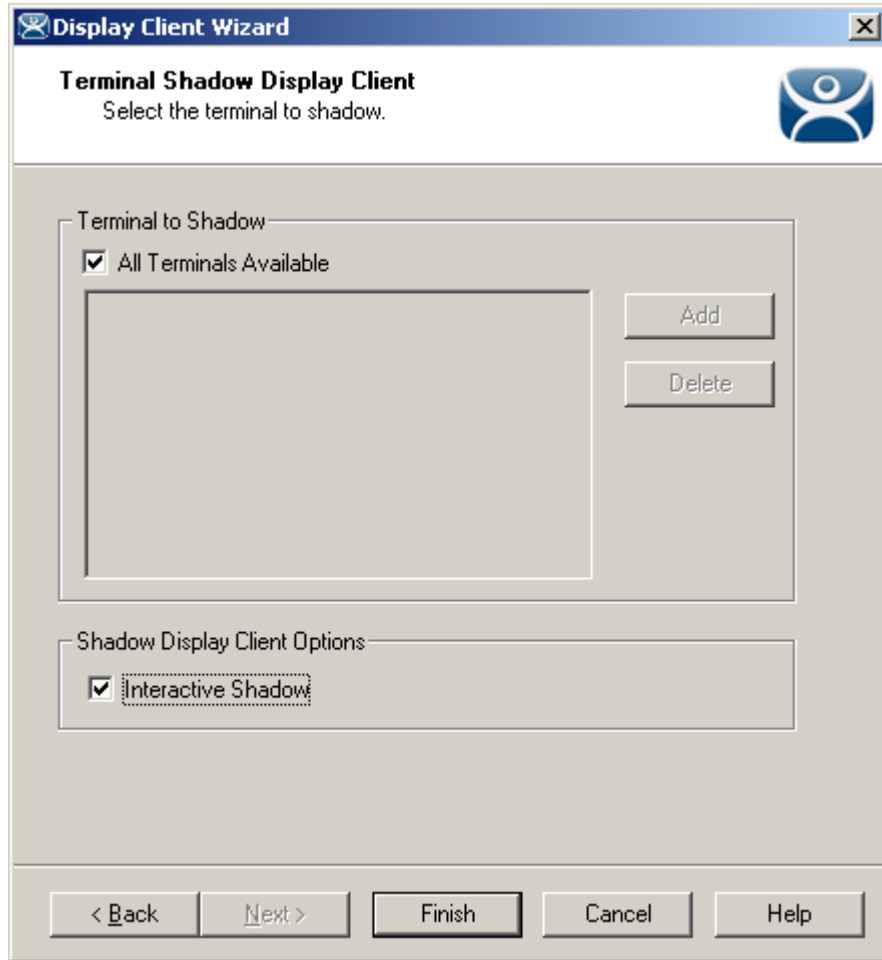 Display Client Wizard
Terminal Shadow Display Client
Select the terminal to shadow.
Terminal to Shadow
All Terminals Available
Add
Delete
Shadow Display Client Options
Interactive Shadow
< Back
Next >
Finish
Cancel
Help